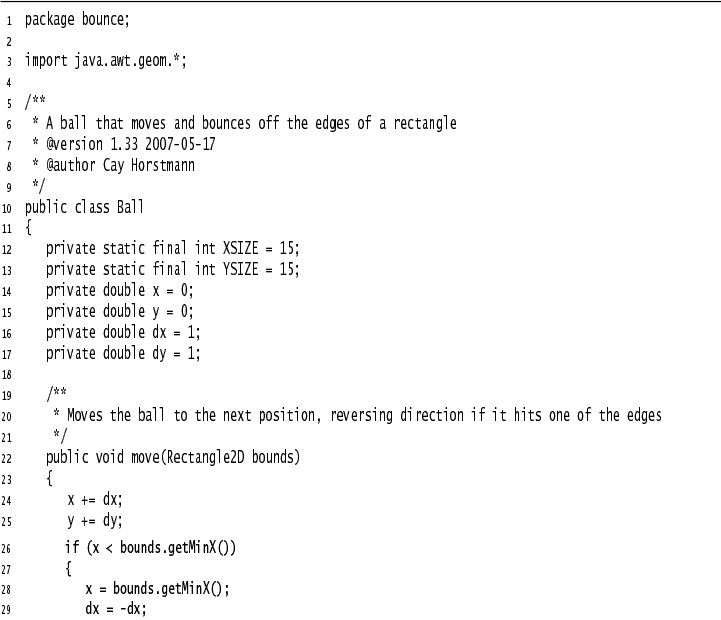 1 package bounce;
2
3 import java.awt.geom.*;
4
5 /**
6  * A ball that moves and bounces off the edges of a rectangle
7  * @version 1.33 2007-05-17
8  * @author Cay Horstmann
9  */
10 public class Ball
11 {
12    private static final int XSIZE = 15;
13    private static final int YSIZE = 15;
14    private double x = 0;
15    private double y = 0;
16    private double dx = 1;
17    private double dy = 1;
18
19    /**
20     * Moves the ball to the next position, reversing direction if it hits one of the edges
21     */
22    public void move(Rectangle2D bounds)
23    {
24       x += dx;
25       y += dy;
26       if (x < bounds.getMinX())
27       {
28          x = bounds.getMinX();
29          dx = -dx;